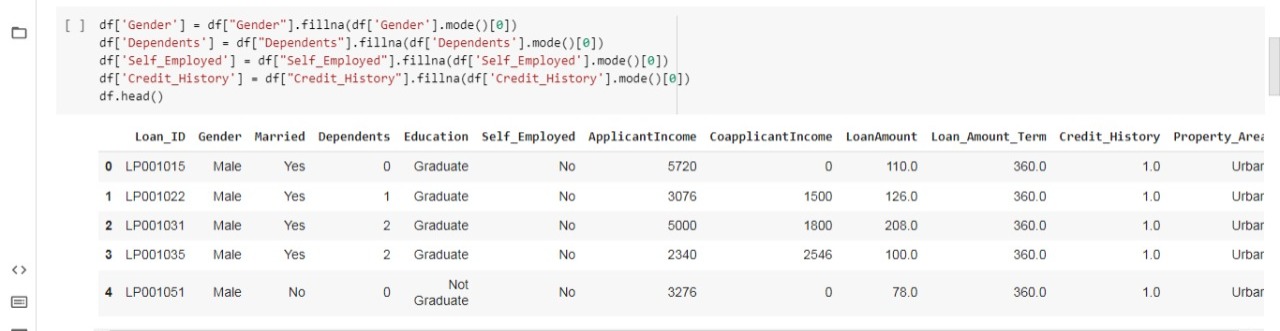 [ ] df['Gender'] = df["Gender"].fillna(df['Gender'].mode()[0])
df['Dependents'] = df["Dependents"].fillna(df['Dependents'].mode()[0])
df['Self_Employed'] = df["Self_Employed"].fillna(df['Self_Employed'].mode()[0])
df['Credit_History'] = df["Credit_History"].fillna(df['Credit_History'].mode()[0])
df.head()
Loan_ID Gender Married Dependents Education Self_Employed ApplicantIncome CoapplicantIncome LoanAmount Loan_Amount_Term Credit_History Property_Area
0 LP001015 Male Yes 0 Graduate No 5720 0 110.0 360.0 1.0 Urban
1 LP001022 Male Yes 1 Graduate No 3076 1500 126.0 360.0 1.0 Urban
2 LP001031 Male Yes 2 Graduate No 5000 1800 208.0 360.0 1.0 Urban
3 LP001035 Male Yes 2 Graduate No 2340 2546 100.0 360.0 1.0 Urban
4 LP001051 Male No 0 Not Graduate No 3276 0 78.0 360.0 1.0 Urban